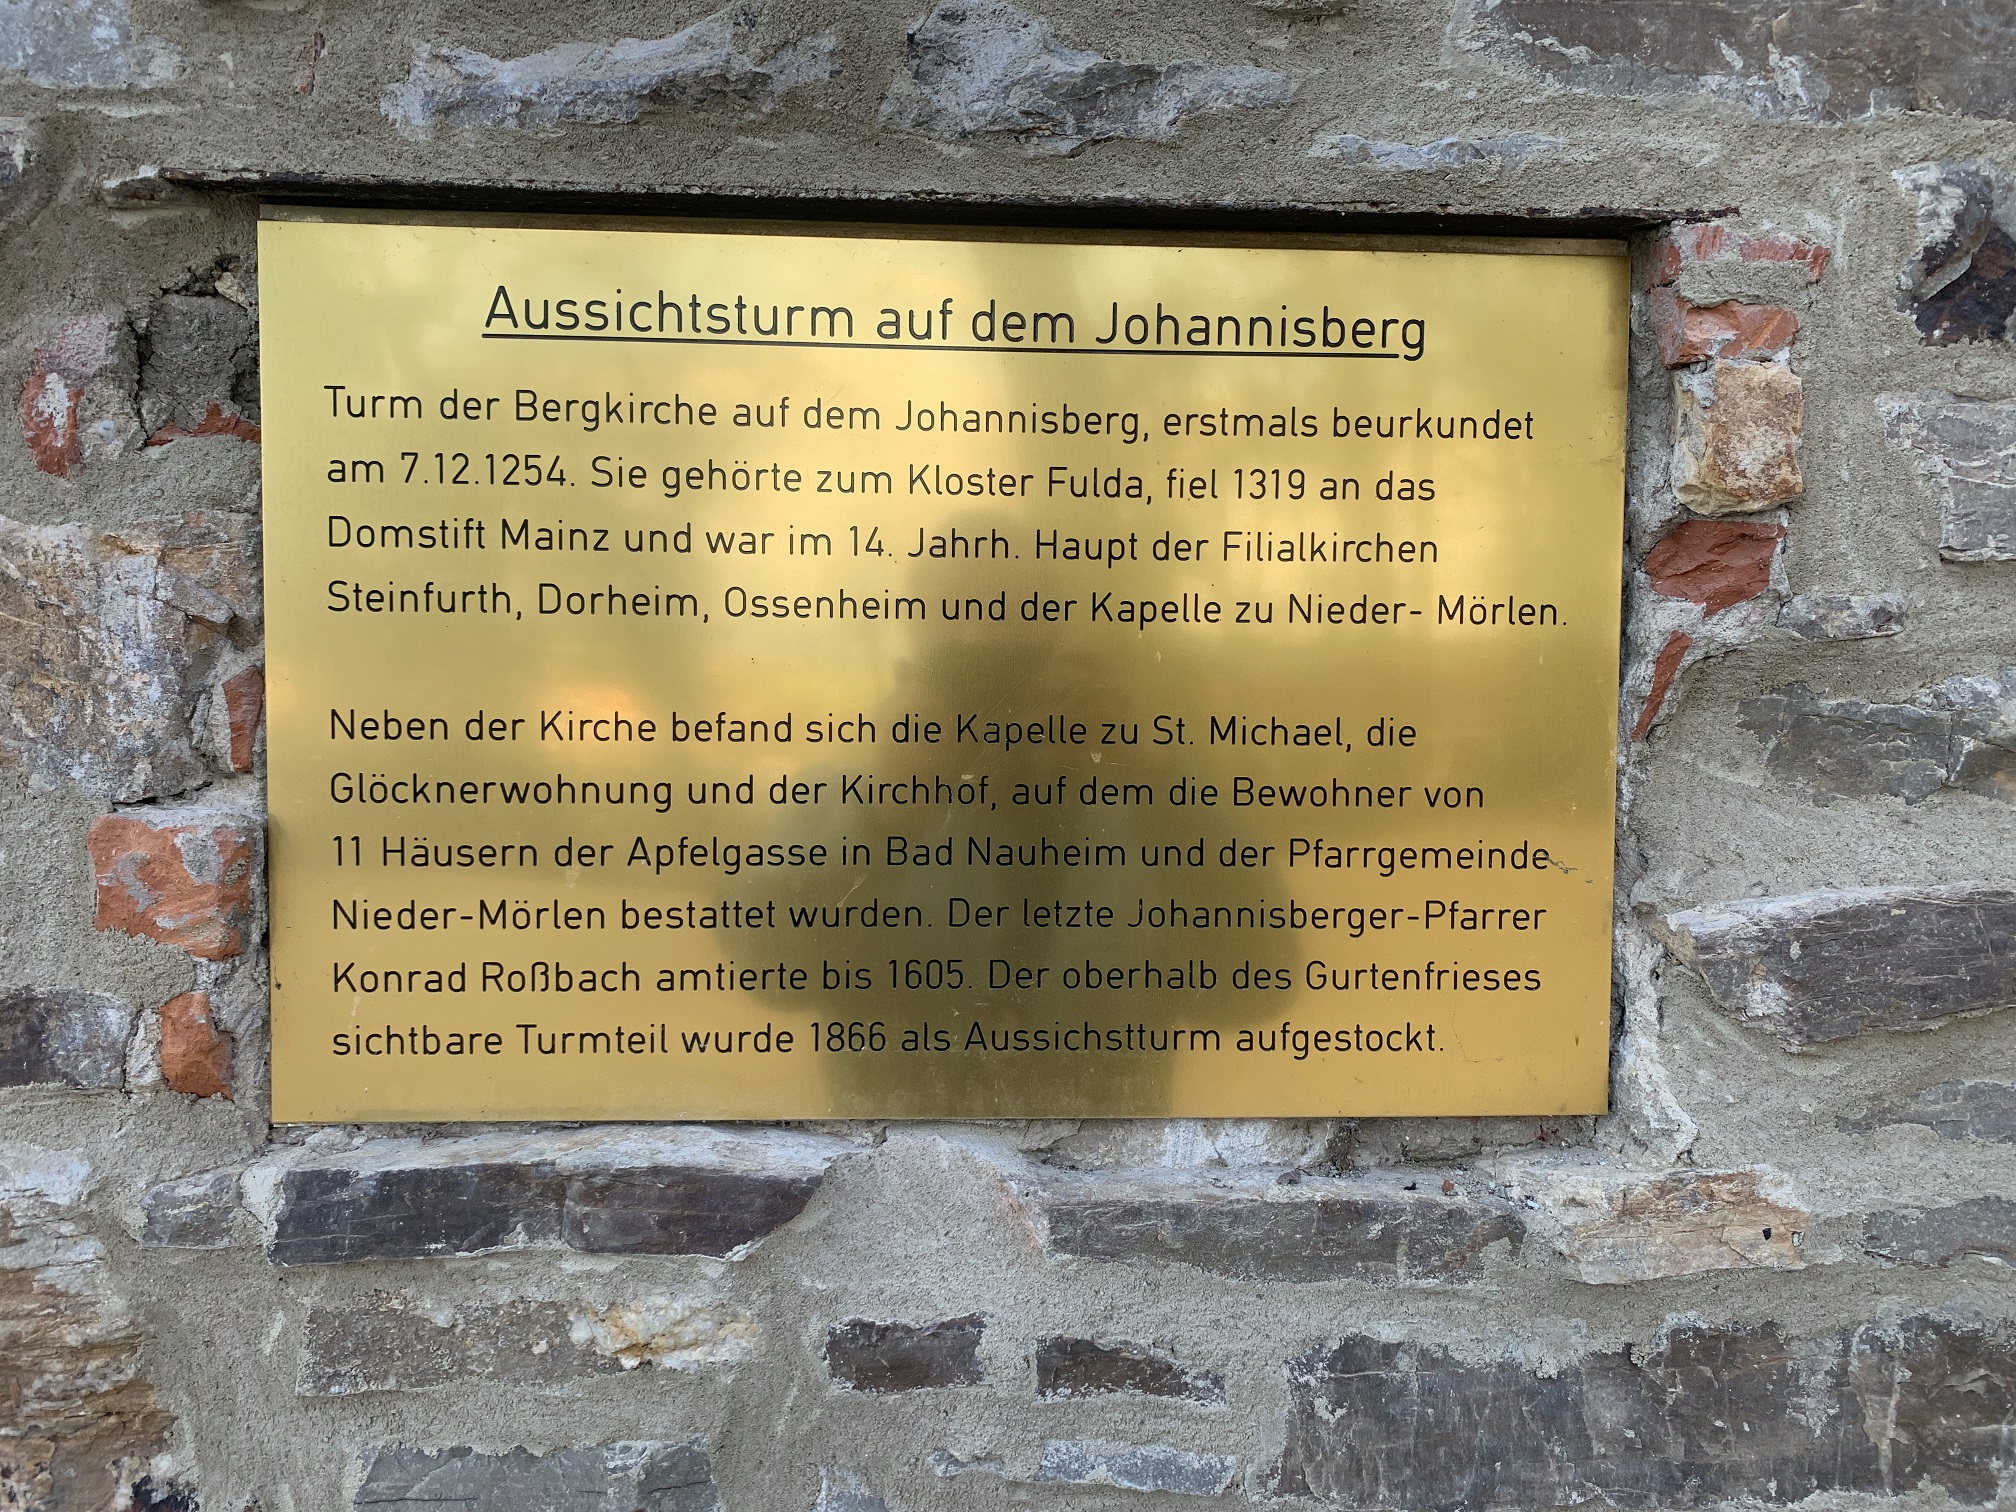 Aussichtsturm auf dem Johannisberg
Turm der Bergkirche auf dem Johannisberg, erstmals beurkundet
am 7.12.1254. Sie gehörte zum Kloster Fulda, fiel 1319 an das
Domstift Mainz und war im 14. Jahrh. Haupt der Filialkirchen
Steinfurth, Dorheim, Ossenheim und der Kapelle zu Nieder- Mörlen.
Neben der Kirche befand sich die Kapelle zu St. Michael, die
Glöcknerwohnung und der Kirchhof, auf dem die Bewohner von
11 Häusern der Apfelgasse in Bad Nauheim und der Pfarrgemeinde
Nieder-Mörlen bestattet wurden. Der letzte Johannisberger-Pfarrer
Konrad Roßbach amtierte bis 1605. Der oberhalb des Gurtenfrieses
sichtbare Turmteil wurde 1866 als Aussichstturm aufgestockt.